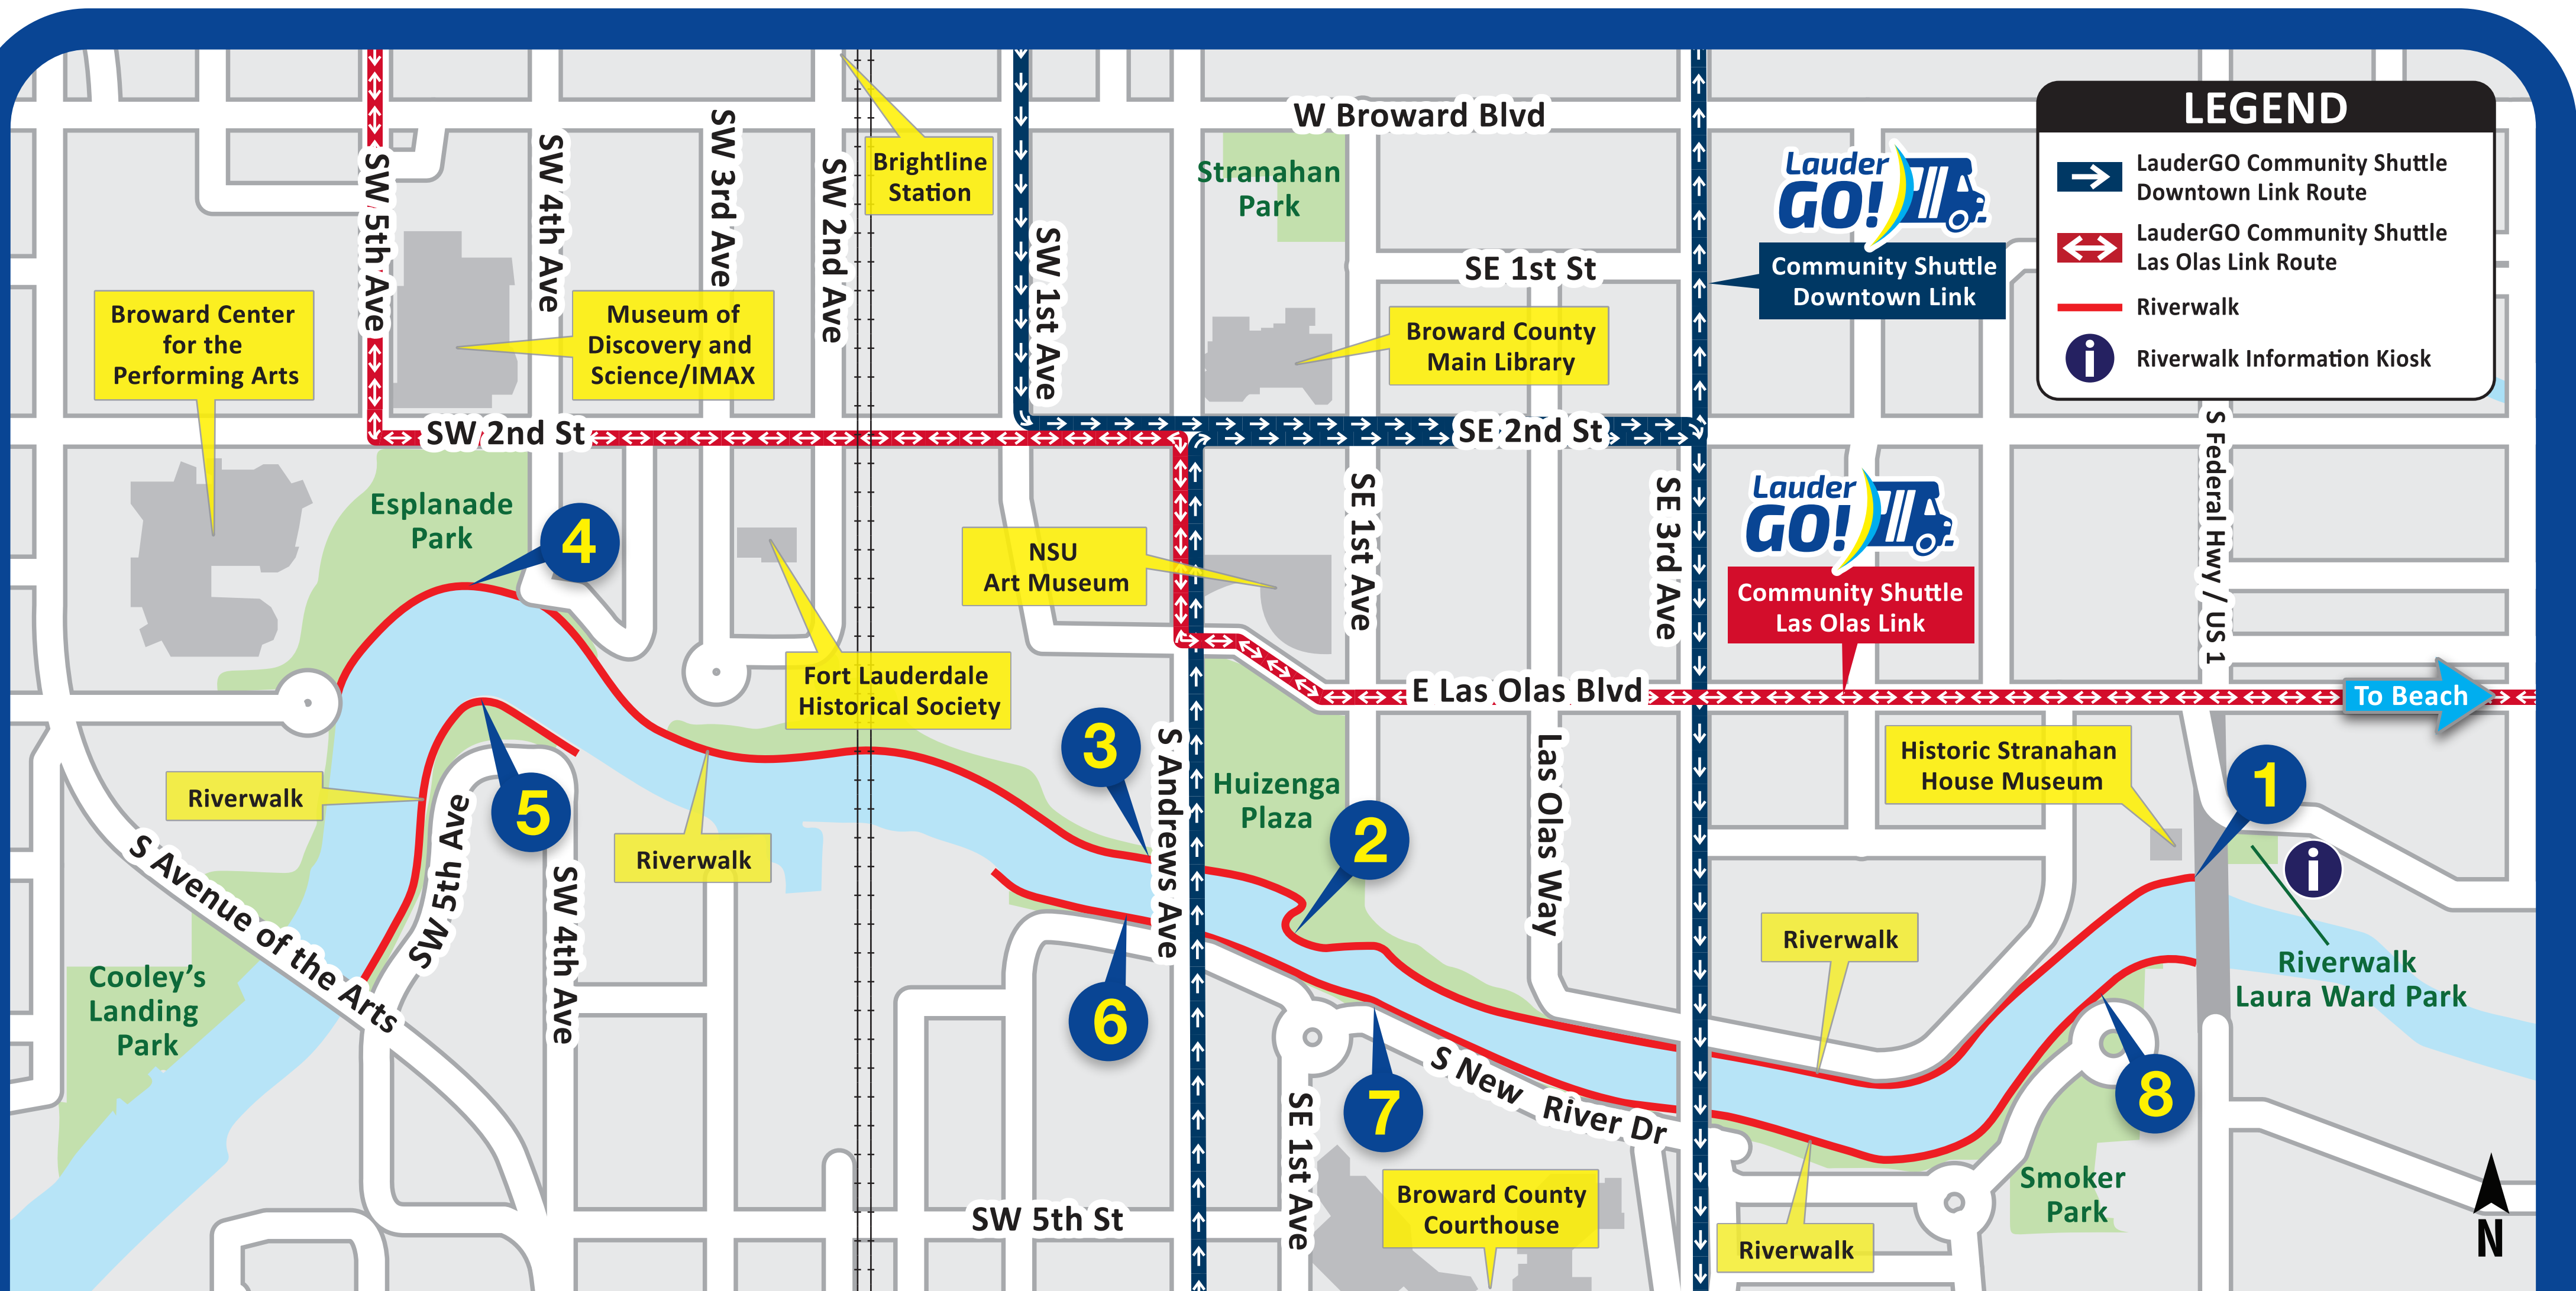 LEGEND
LauderGO Community Shuttle
Downtown Link Route
LauderGO Community Shuttle
Las Olas Link Route
Riverwalk
i
Riverwalk Information Kiosk
W Broward Blvd
SW 5th Ave
SW 4th Ave
SW 3rd Ave
SW 2nd Ave
Brightline
Station
SW 1st Ave
Stranahan
Park
SE 1st St
Lauder
GO!
Community Shuttle
Downtown Link
Broward Center
for the
Performing Arts
Museum of
Discovery and
Science/IMAX
Broward County
Main Library
SW 2nd St
SE 2nd St
S Federal Hwy / US 1
Esplanade
Park
4
NSU
Art Museum
SE 1st Ave
SE 3rd Ave
Lauder
GO!
Community Shuttle
Las Olas Link
Fort Lauderdale
Historical Society
E Las Olas Blvd
To Beach
Riverwalk
5
Riverwalk
3
S Andrews Ave
Huizenga
Plaza
2
Las Olas Way
Historic Stranahan
House Museum
1
i
S Avenue of the Arts
SW 5th Ave
SW 4th Ave
Riverwalk
Riverwalk
Laura Ward Park
Cooley's
Landing
Park
6
7
S New River Dr
8
SE 1st Ave
Smoker
Park
SW 5th St
Broward County
Courthouse
Riverwalk
N